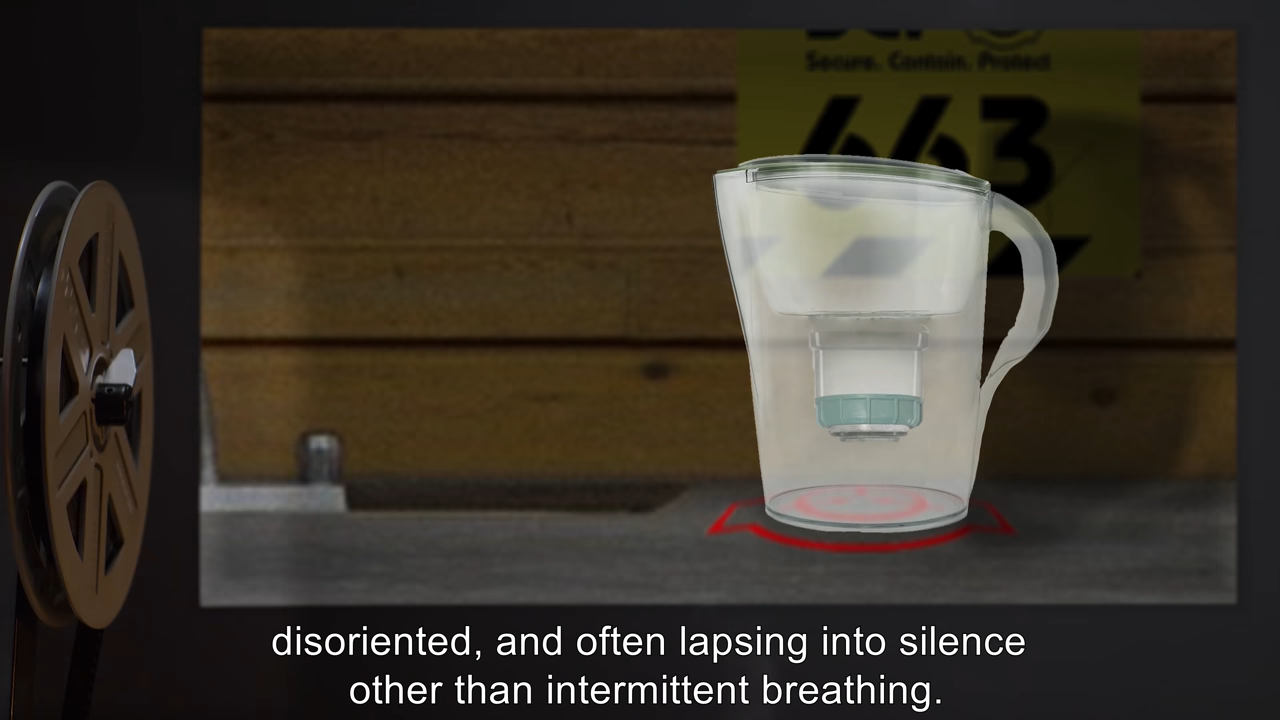 Secure. Contain. Protect
663
disoriented, and often lapsing into silence
other than intermittent breathing.